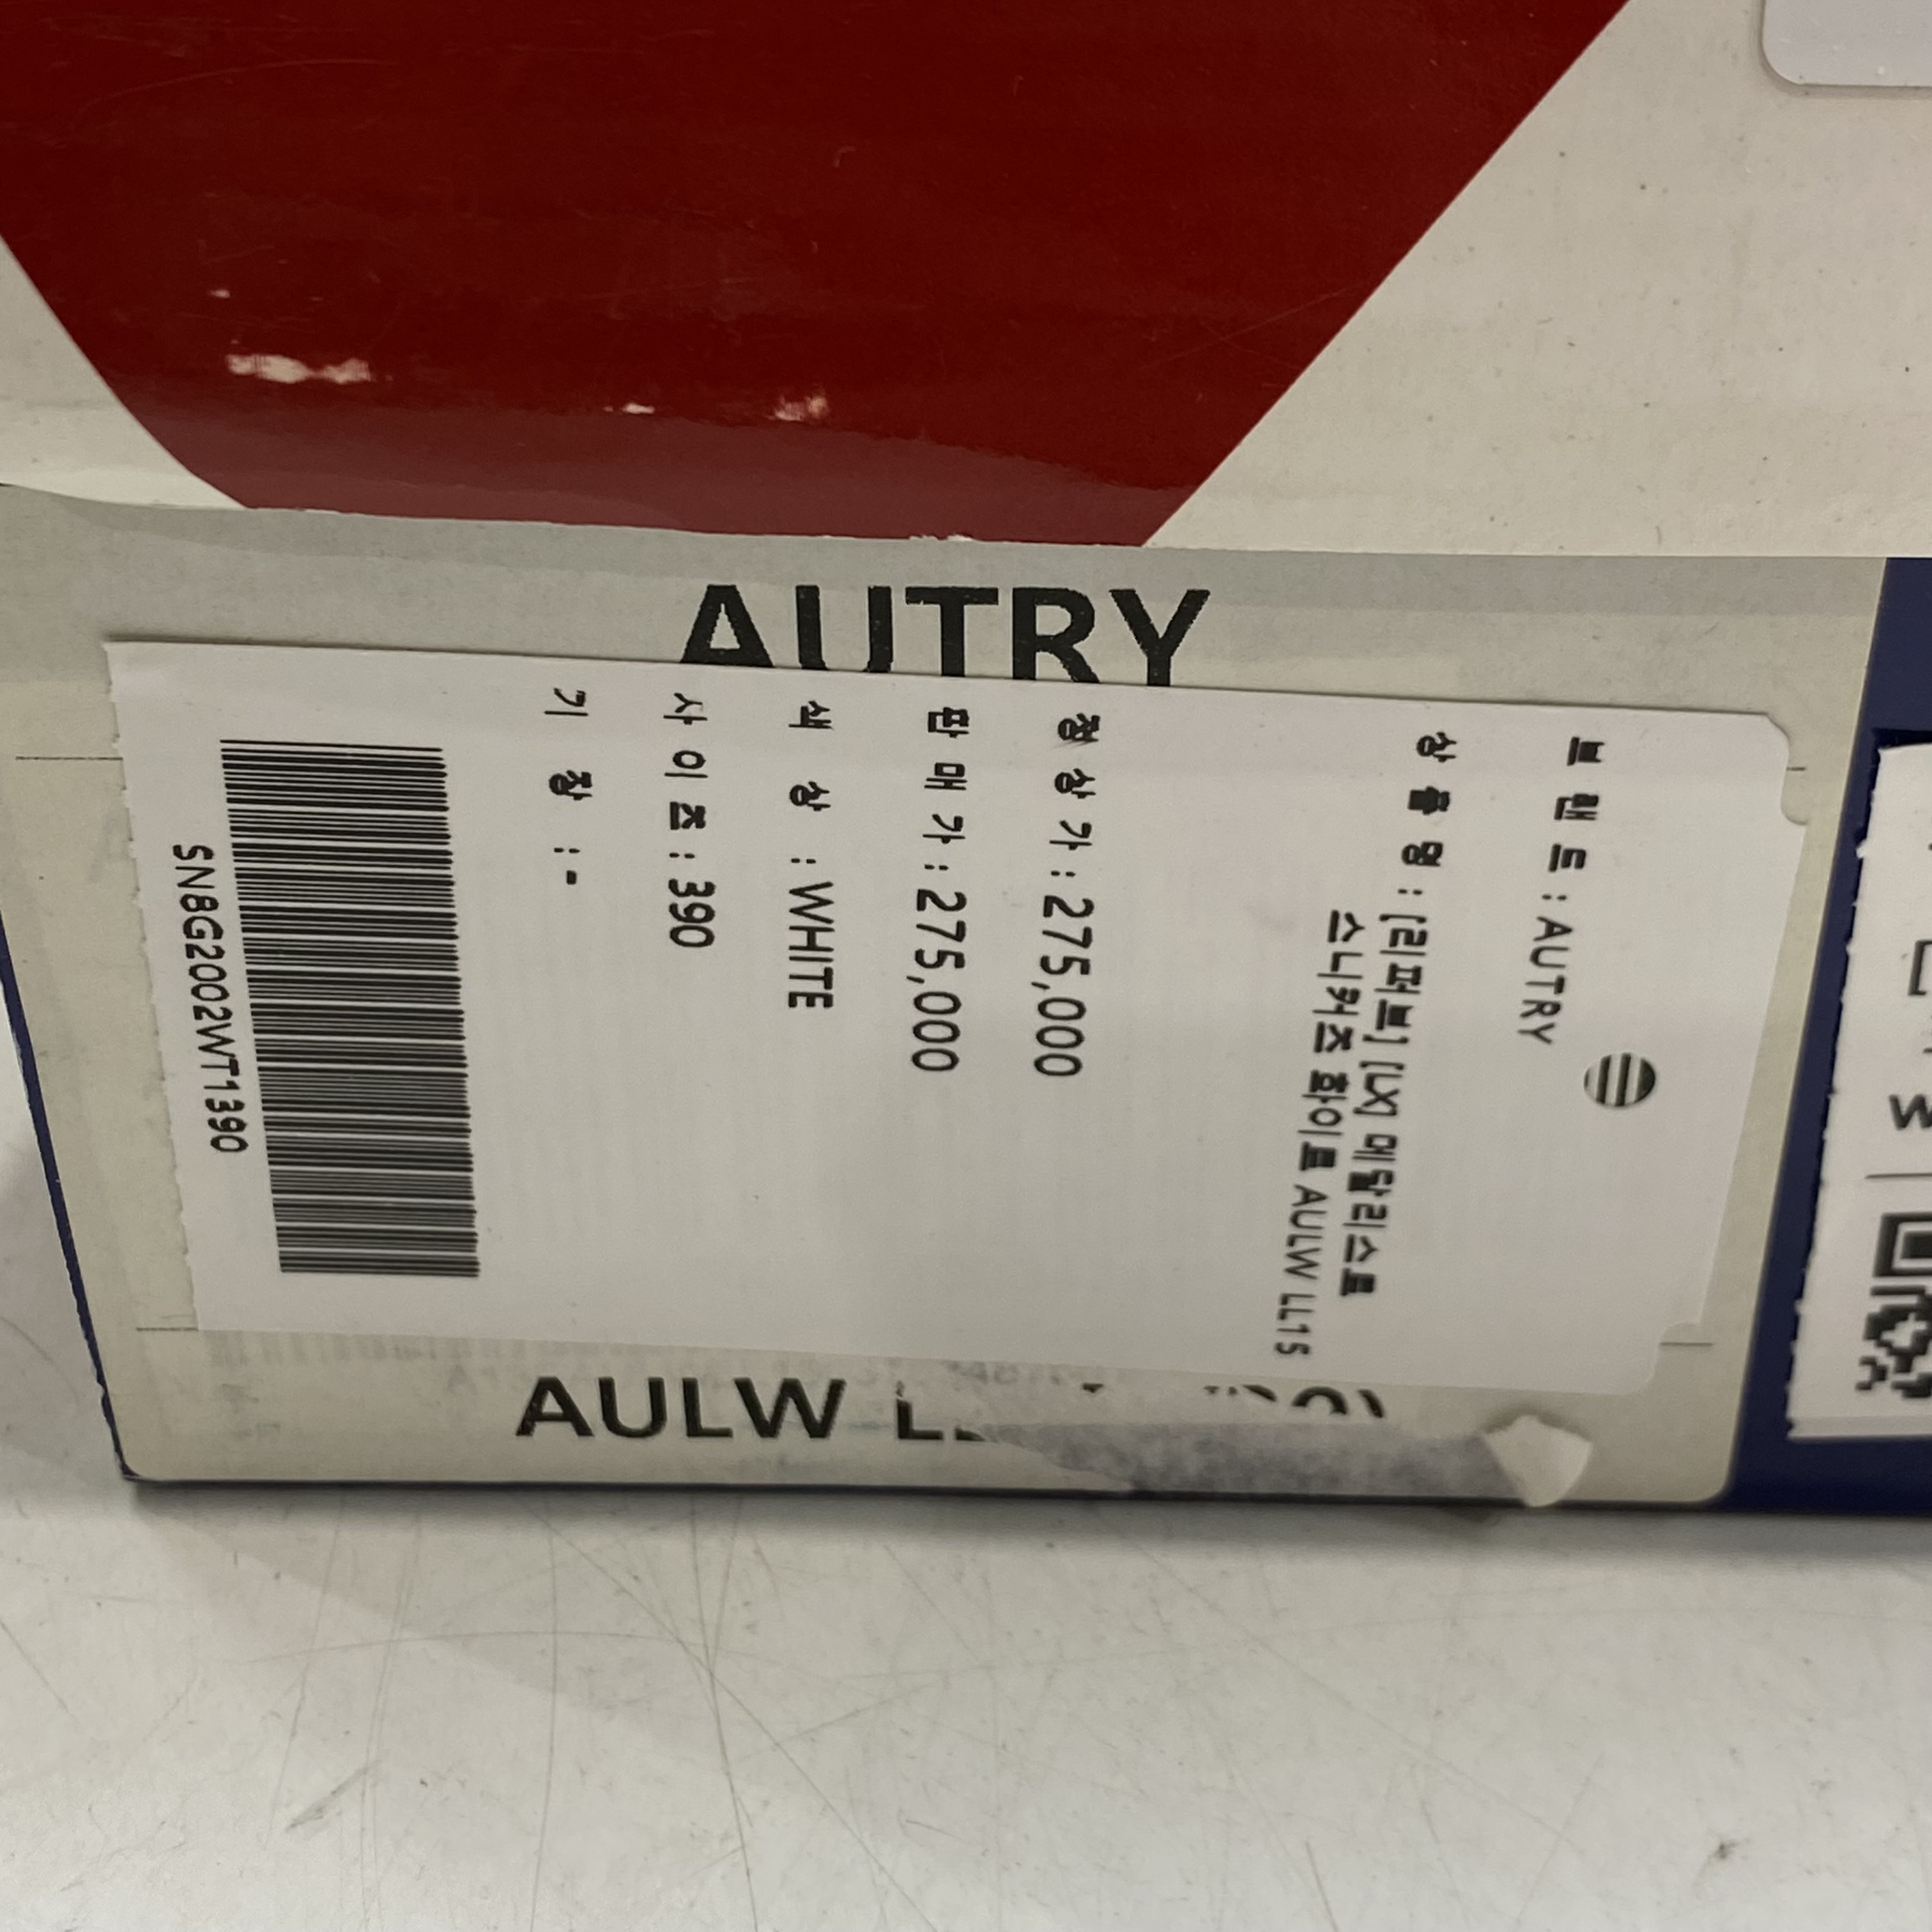 AUTRY
브 랜 드 : AUTRY
상 품 명 : [리퍼브] [LX] 메달리스트
스니커즈 화이트 AULW LL15
정 상 가 : 275,000
판 매 가 : 275,000
색 상 : WHITE
사 이 즈 : 390
기 장 : -
SN8G2002WT1390
AULW
W